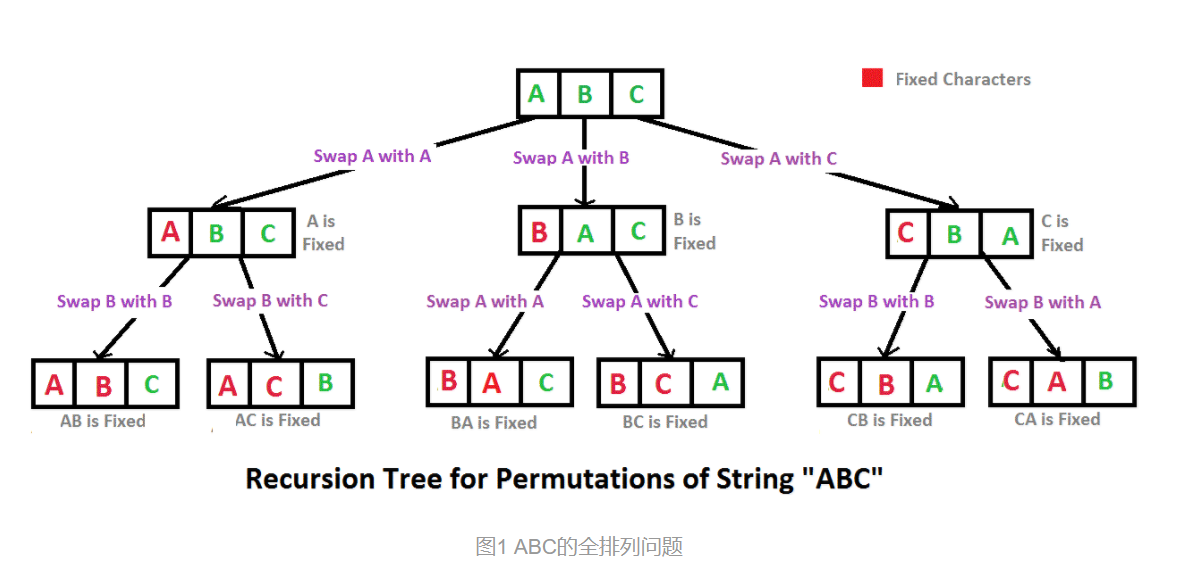 A B C
Fixed Characters
Swap A with A
Swap A with B
Swap A with C
A B C
A is
Fixed
B A C
B is
Fixed
C B A
C is
Fixed
Swap B with B
Swap B with C
Swap A with A
Swap A with C
Swap B with B
Swap B with A
A B C
A C B
B A C
B C A
C B A
C A B
AB is Fixed
AC is Fixed
BA is Fixed
BC is Fixed
CB is Fixed
CA is Fixed
Recursion Tree for Permutations of String "ABC"
图1 ABC的全排列问题